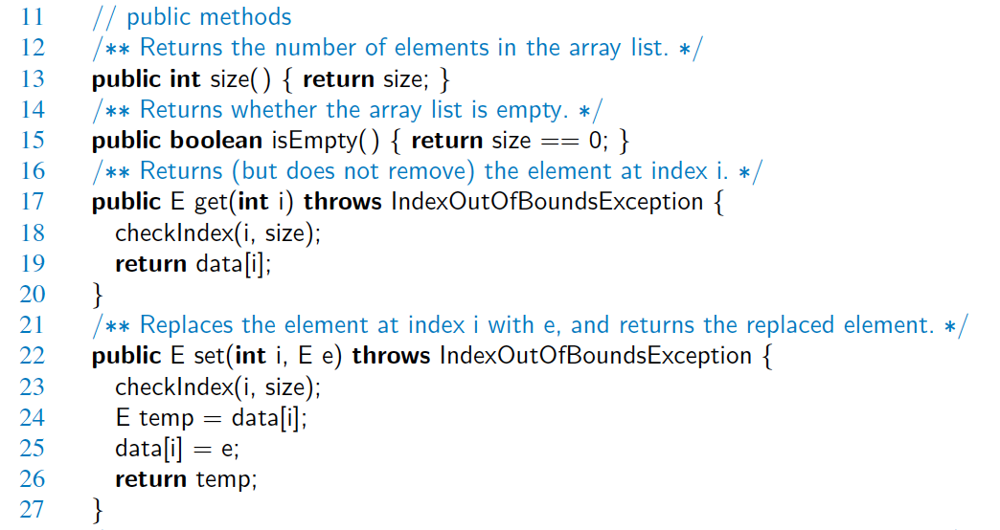 11 // public methods
12 /** Returns the number of elements in the array list. */
13 public int size() { return size; }
14 /** Returns whether the array list is empty. */
15 public boolean isEmpty() { return size == 0; }
16 /** Returns (but does not remove) the element at index i. */
17 public E get(int i) throws IndexOutOfBoundsException {
18 checkIndex(i, size);
19 return data[i];
20 }
21 /** Replaces the element at index i with e, and returns the replaced element. */
22 public E set(int i, E e) throws IndexOutOfBoundsException {
23 checkIndex(i, size);
24 E temp = data[i];
25 data[i] = e;
26 return temp;
27 }